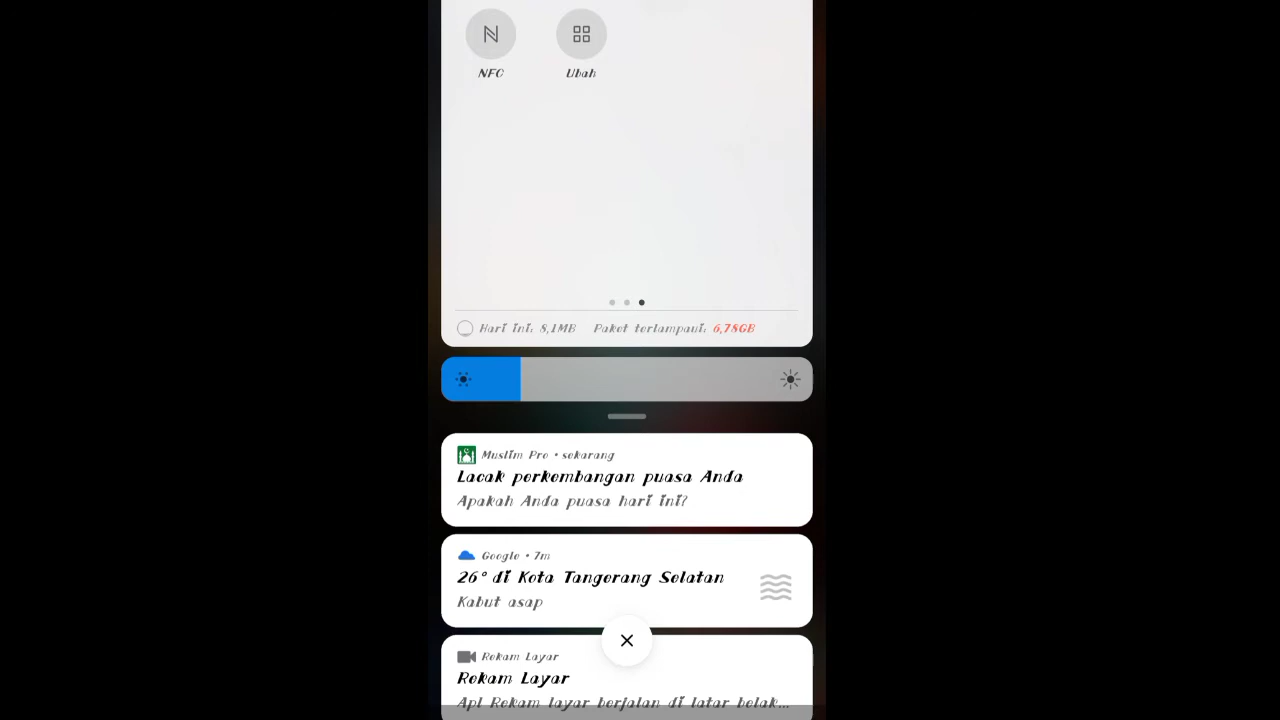 NFC Ubah
Hari ini: 8,1MB Paket terlampaui: 6,78GB
Muslim Pro • sekarang
Lacak perkembangan puasa Anda
Apakah Anda puasa hari ini?
Google • 7m
26° di Kota Tangerang Selatan
Kabut asap
Rekam Layar
Rekam Layar
Apl Rekam layar berjalan di latar belak...